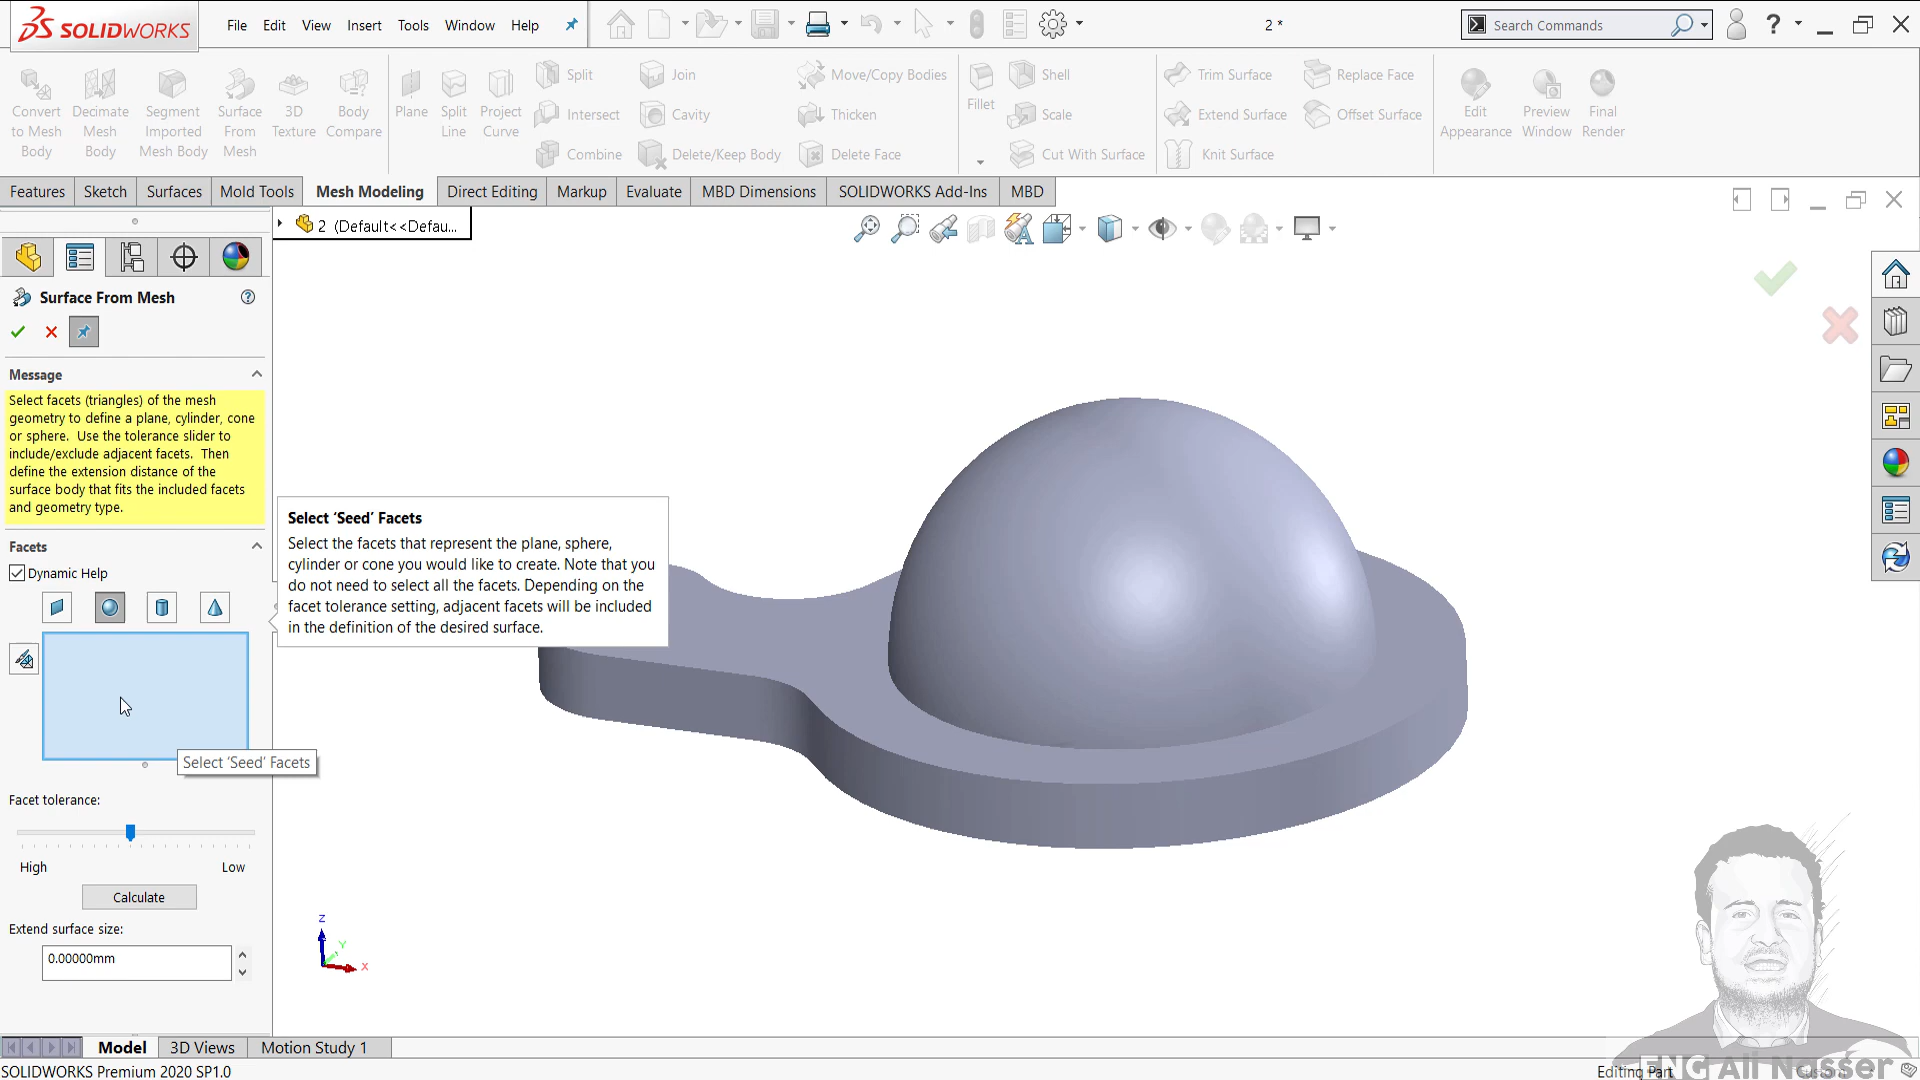 SOLIDWORKS
File Edit View Insert Tools Window Help
2 *
Search Commands
?
Convert to Mesh Body
Decimate Mesh Body
Segment Imported Mesh Body
Surface From Mesh
3D Texture
Body Compare
Plane
Split Line
Project Curve
Split
Intersect
Combine
Join
Cavity
Delete/Keep Body
Move/Copy Bodies
Thicken
Delete Face
Fillet
Shell
Scale
Cut With Surface
Trim Surface
Extend Surface
Knit Surface
Replace Face
Offset Surface
Edit Appearance
Preview Window
Final Render
Features Sketch Surfaces Mold Tools Mesh Modeling Direct Editing Markup Evaluate MBD Dimensions SOLIDWORKS Add-Ins MBD
2 (Default<<Defau...
Surface From Mesh
?
Message
Select facets (triangles) of the mesh
geometry to define a plane, cylinder, cone
or sphere. Use the tolerance slider to
include/exclude adjacent facets. Then
define the extension distance of the
surface body that fits the included facets
and geometry type.
Facets
Dynamic Help
Select ‘Seed’ Facets
Select the facets that represent the plane, sphere,
cylinder or cone you would like to create. Note that you
do not need to select all the facets. Depending on the
facet tolerance setting, adjacent facets will be included
in the definition of the desired surface.
Select ‘Seed’ Facets
Facet tolerance:
High Low
Calculate
Extend surface size:
0.00000mm
Z
Y
X
Model 3D Views Motion Study 1
SOLIDWORKS Premium 2020 SP1.0
Editing Part
ENG Ali Nasser